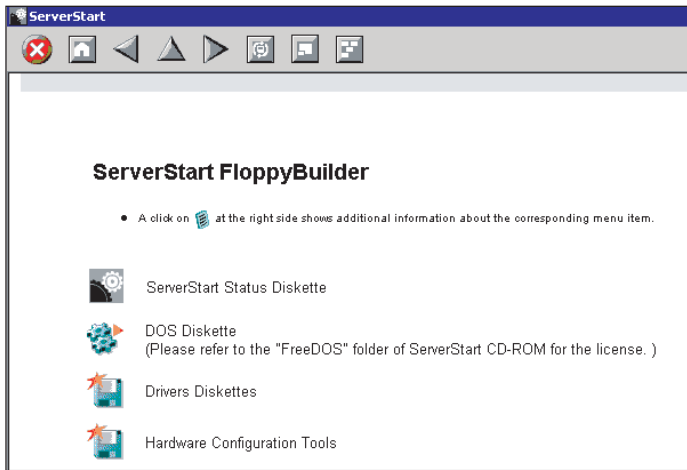 ServerStart
ServerStart FloppyBuilder
• A click on at the right side shows additional information about the corresponding menu item.
ServerStart Status Diskette
DOS Diskette
(Please refer to the "FreeDOS" folder of ServerStart CD-ROM for the license. )
Drivers Diskettes
Hardware Configuration Tools